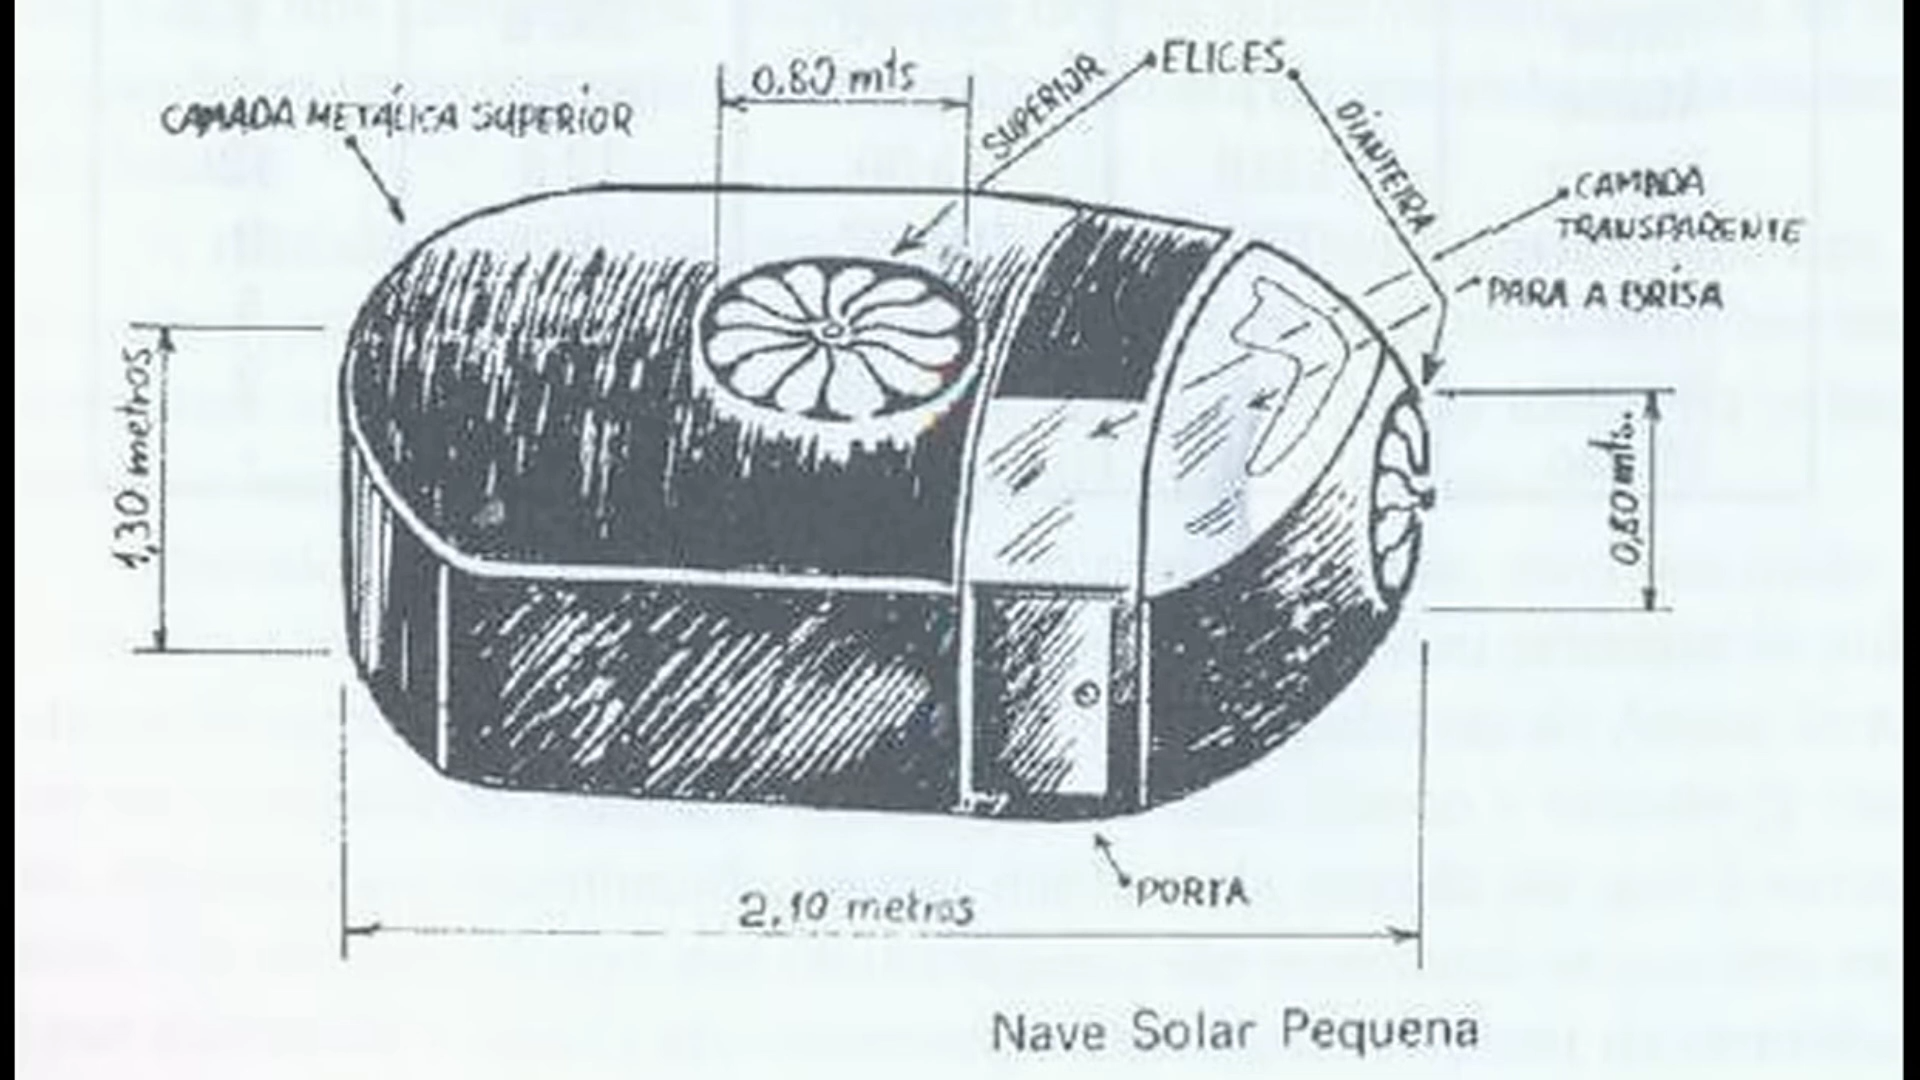 ELICES
0,80 mts
SUPERIOR
CAMADA METÁLICA SUPERIOR
DIANTEIRA
CAMADA
TRANSPARENTE
PARA A BRISA
1,30 metros
0,80 mts.
PORTA
2,10 metros
Nave Solar Pequena